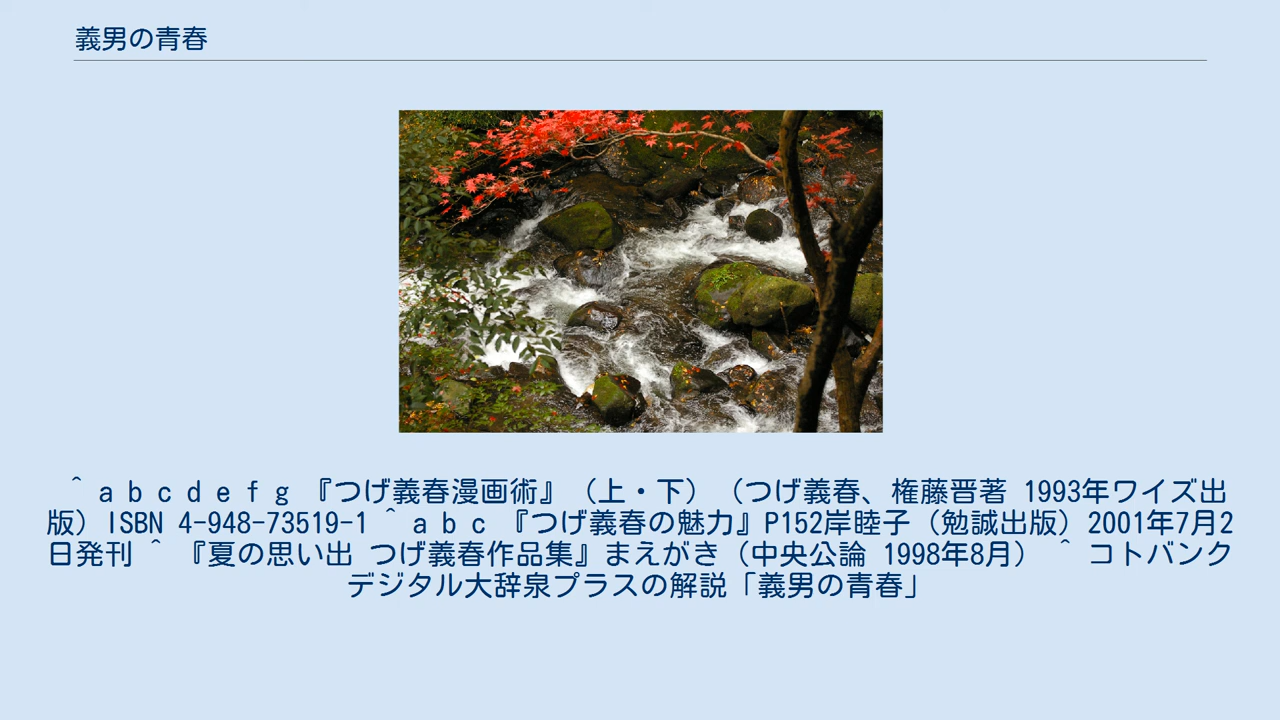 義男の青春
^ a b c d e f g 『つげ義春漫画術』（上・下）（つげ義春、権藤晋著 1993年ワイズ出
版）ISBN 4-948-73519-1 ^ a b c 『つげ義春の魅力』P152岸睦子（勉誠出版）2001年7月2
日発刊 ^ 『夏の思い出 つげ義春作品集』まえがき（中央公論 1998年8月） ^ コトバンク
デジタル大辞泉プラスの解説「義男の青春」